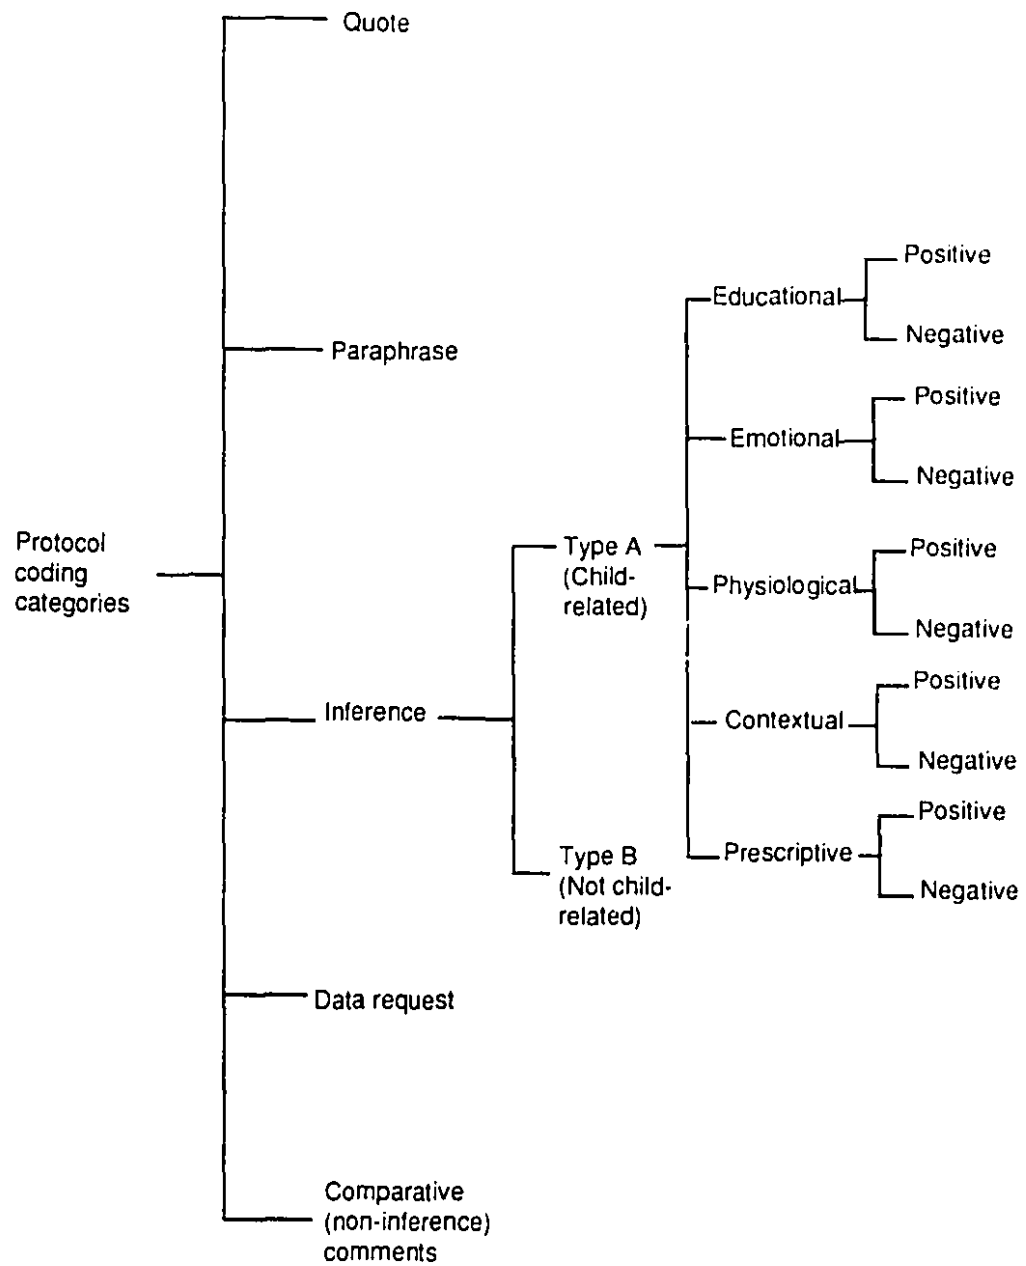 Quote
Paraphrase
Protocol
coding
categories
Inference
Data request
Comparative
(non-inference)
comments
Type A
(Child-
related)
Type B
(Not child-
related)
Educational
Positive
Negative
Emotional
Positive
Negative
Physiological
Positive
Negative
Contextual
Positive
Negative
Prescriptive
Positive
Negative